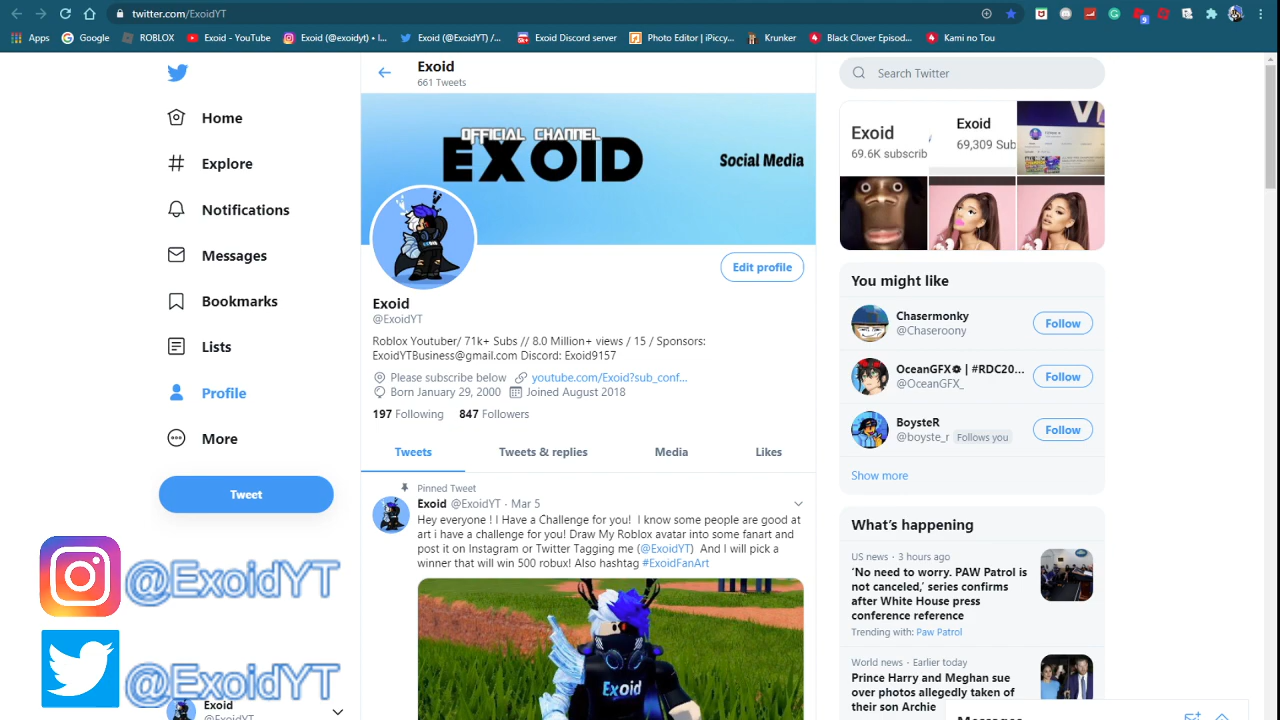 twitter.com/ExoidYT
Apps
Google
ROBLOX
Exoid - YouTube
Exoid (@exoidyt) • I...
Exoid (@ExoidYT) /...
Exoid Discord server
Photo Editor | iPiccy...
Krunker
Black Clover Episod...
Kami no Tou
9
Home
Explore
Notifications
Messages
Bookmarks
Lists
Profile
More
Tweet
@ExoidYT
@ExoidYT
Exoid
@ExoidYT
Exoid
661 Tweets
OFFICIAL CHANNEL
EXOID
Social Media
Edit profile
Exoid
@ExoidYT
Roblox Youtuber/ 71k+ Subs // 8.0 Million+ views / 15 / Sponsors:
ExoidYTBusiness@gmail.com Discord: Exoid9157
Please subscribe below youtube.com/Exoid?sub_conf...
Born January 29, 2000 Joined August 2018
197 Following 847 Followers
Tweets Tweets & replies Media Likes
Pinned Tweet
Exoid @ExoidYT · Mar 5
Hey everyone ! I Have a Challenge for you! I know some people are good at
art i have a challenge for you! Draw My Roblox avatar into some fanart and
post it on Instagram or Twitter Tagging me (@ExoidYT) And I will pick a
winner that will win 500 robux! Also hashtag #ExoidFanArt
Exoid
Search Twitter
Exoid
69.6K subscrib
Exoid
69,309 Sub
You might like
Chasermonky
@Chaseroony
Follow
OceanGFX | #RDC20...
@OceanGFX_
Follow
BoysteR
@boyste_r Follows you
Follow
Show more
What's happening
US news · 3 hours ago
'No need to worry. PAW Patrol is
not canceled,' series confirms
after White House press
conference reference
Trending with: Paw Patrol
World news · Earlier today
Prince Harry and Meghan sue
over photos allegedly taken of
their son Archie
Messages